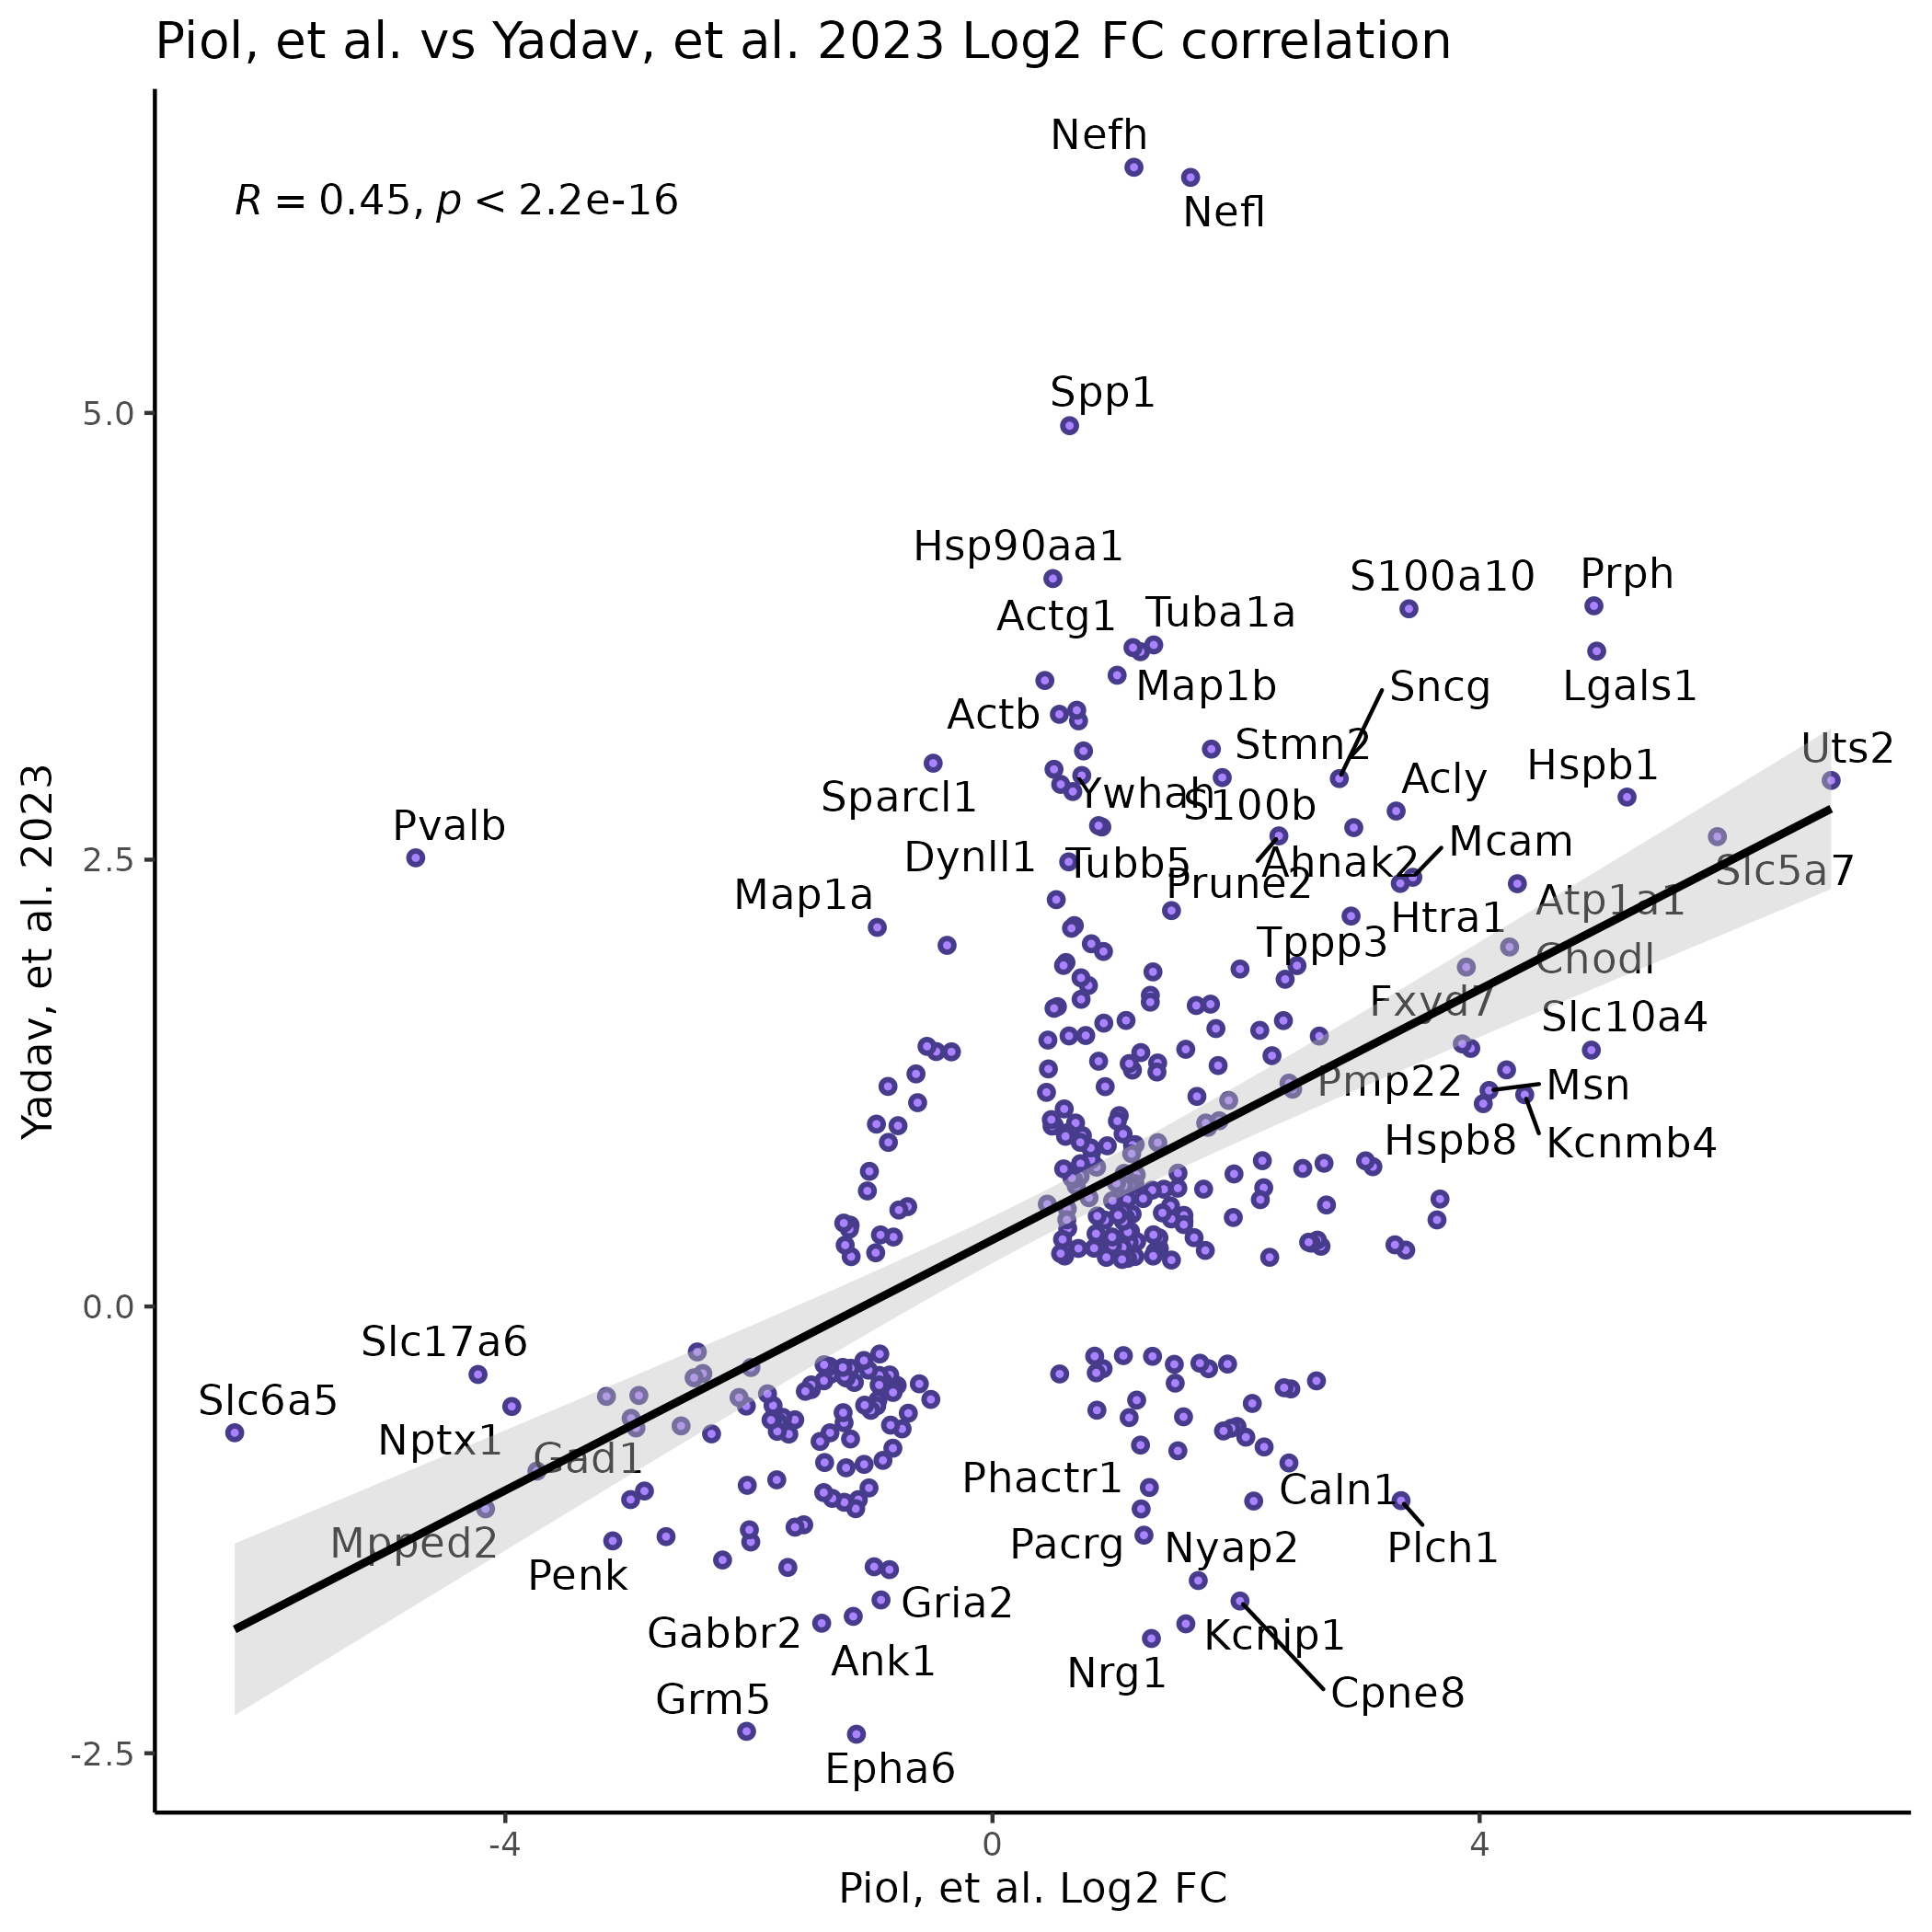 Piol, et al. vs Yadav, et al. 2023 Log2 FC correlation
R = 0.45, p < 2.2e-16
Nefh
Nefl
Spp1
5.0
Hsp90aa1
S100a10
Prph
Actg1
Tuba1a
Map1b
Sncg
Lgals1
Actb
Stmn2
Uts2
Hspb1
Acly
Sparcl1
Ywhah
S100b
Pvalb
Mcam
2.5
Dynll1
Tubb5
Ahnak2
Slc5a7
Prune2
Map1a
Atp1a1
Htra1
Tppp3
Chodl
Fxyd7
Slc10a4
Pmp22
Msn
Hspb8
Kcnmb4
Yadav, et al. 2023
0.0
Slc17a6
Slc6a5
Nptx1
Gad1
Phactr1
Caln1
Mpped2
Pacrg
Nyap2
Plch1
Penk
Gria2
Gabbr2
Kcnip1
Ank1
Nrg1
Cpne8
Grm5
-2.5
Epha6
-4
0
4
Piol, et al. Log2 FC